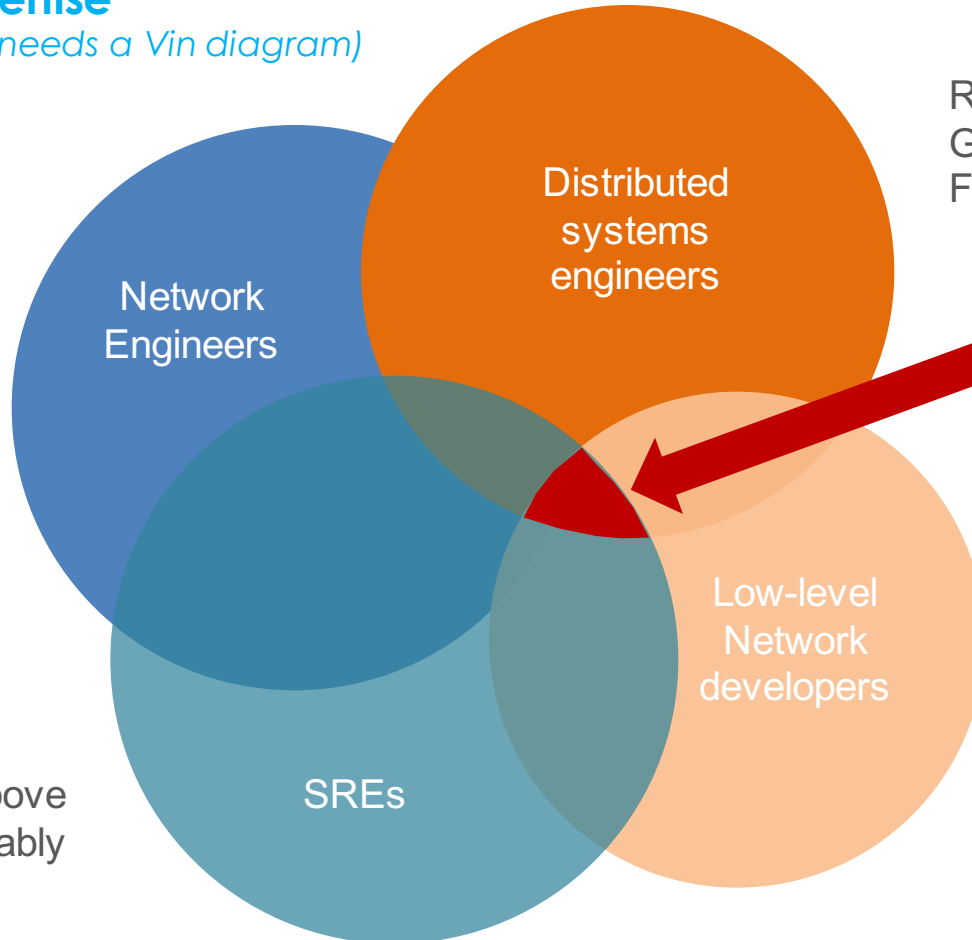 needs a Vin diagram)
Distributed
systems
engineers
Network
Engineers
Low-level
Network
developers
SREs